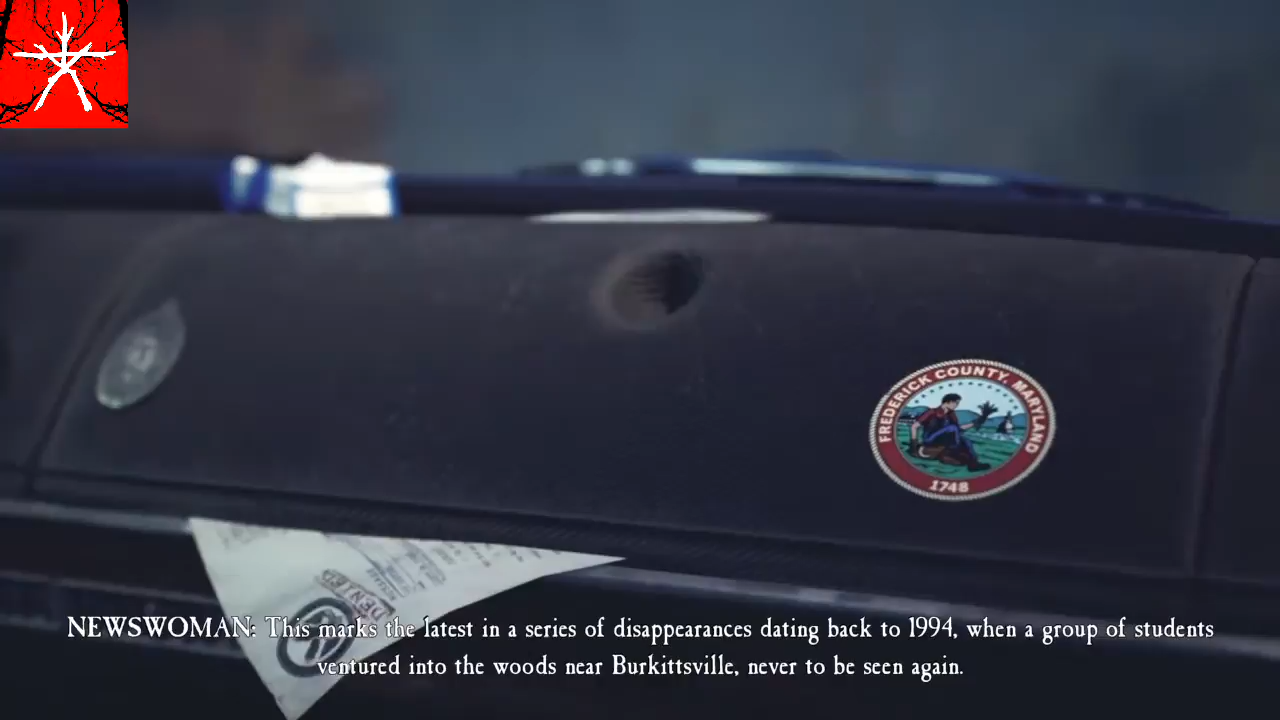 FREDERICK COUNTY, MARYLAND
1748
DENIED
NEWSWOMAN: This marks the latest in a series of disappearances dating back to 1994, when a group of students
ventured into the woods near Burkittsville, never to be seen again.